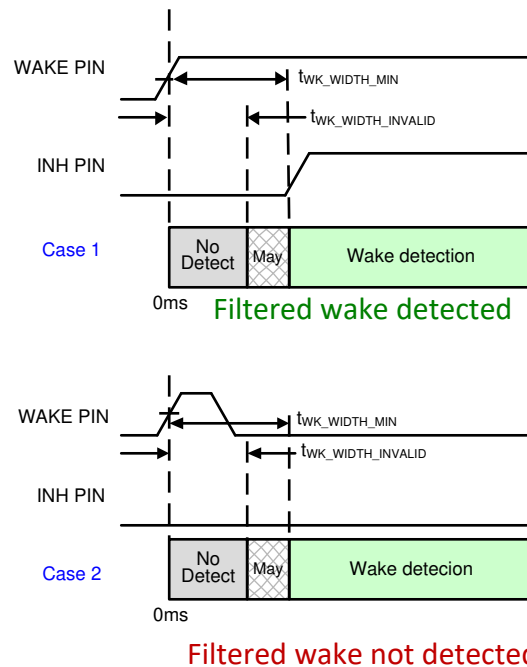 WAKE PIN
tWK_WIDTH_MIN
tWK_WIDTH_INVALID
INH PIN
Case 1
No Detect
May
Wake detection
0ms
Filtered wake detected
WAKE PIN
tWK_WIDTH_MIN
tWK_WIDTH_INVALID
INH PIN
Case 2
No Detect
May
Wake detecion
0ms
Filtered wake not detected